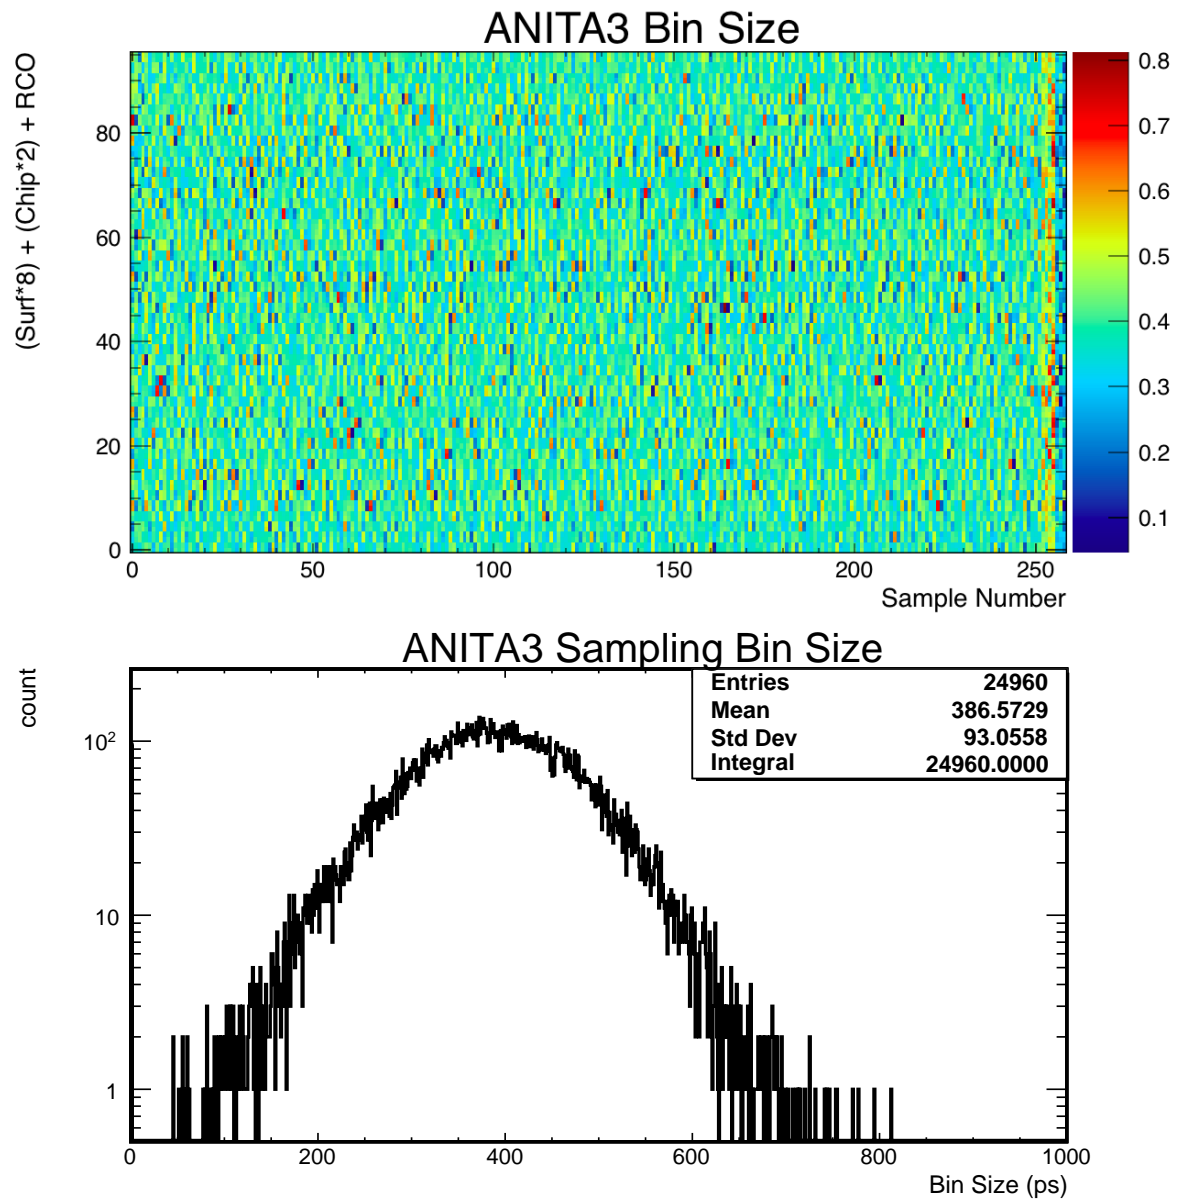 ANITA3 Bin Size
(Surf*8) + (Chip*2) + RCO
80
60
40
20
0
0 50 100 150 200 250
Sample Number
0.8
0.7
0.6
0.5
0.4
0.3
0.2
0.1
ANITA3 Sampling Bin Size
count
Entries 24960
Mean 386.5729
Std Dev 93.0558
Integral 24960.0000
10²
10
1
0 200 400 600 800 1000
Bin Size (ps)